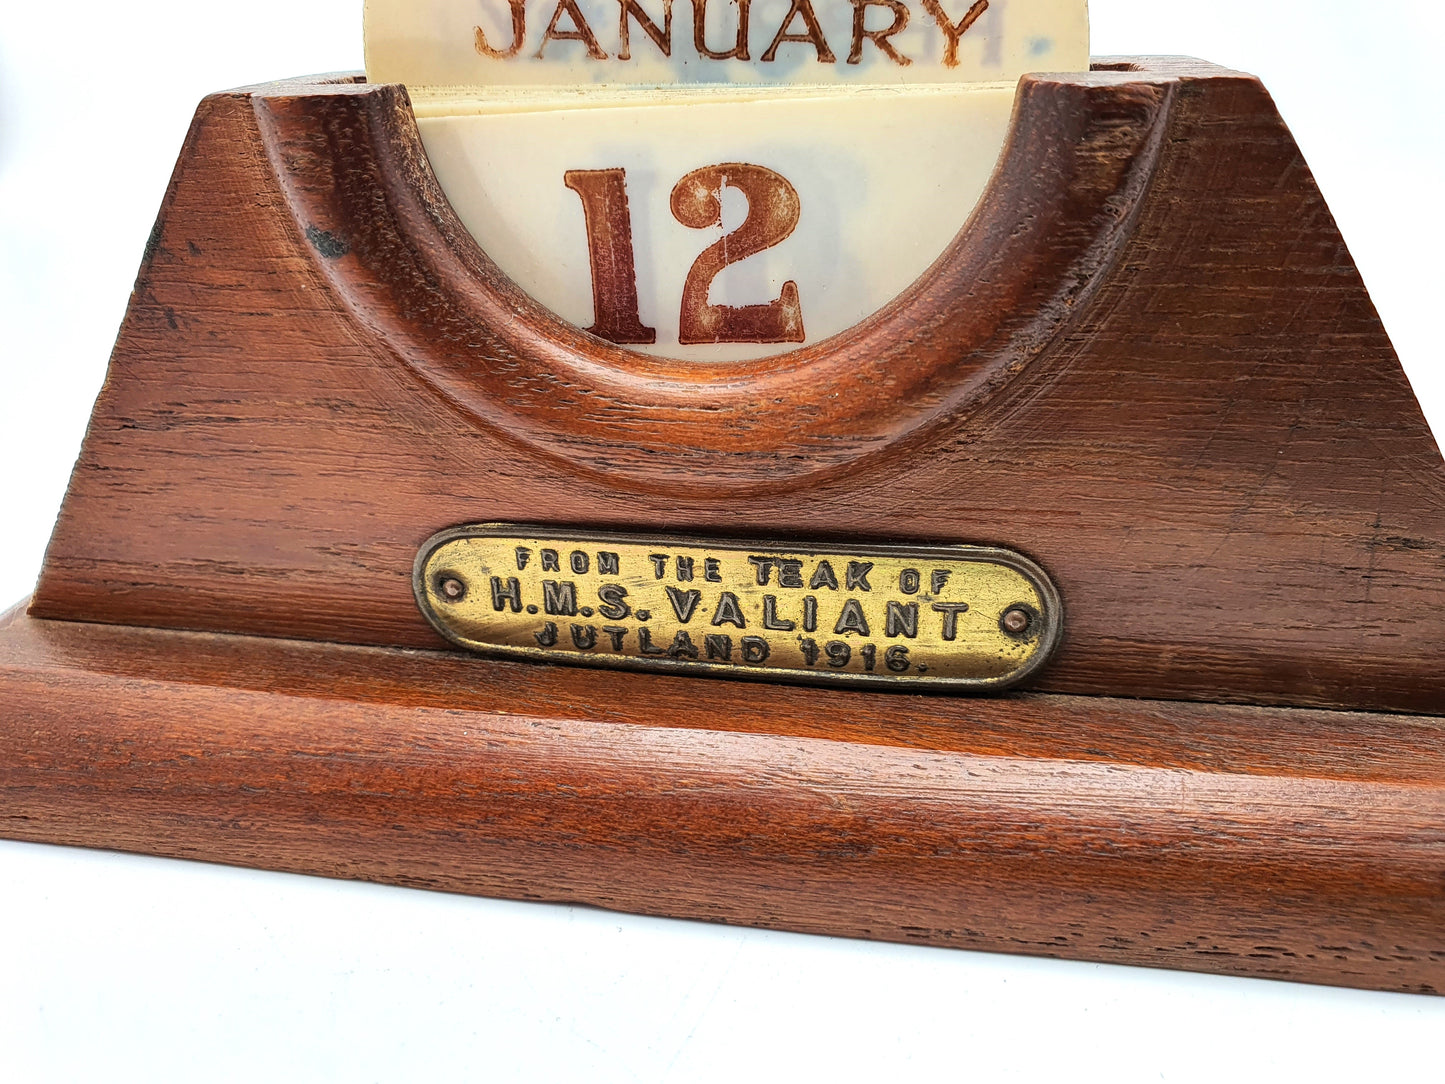 JANUARY
12
FROM THE TEAK OF
H.M.S. VALIANT
JUTLAND 1916.